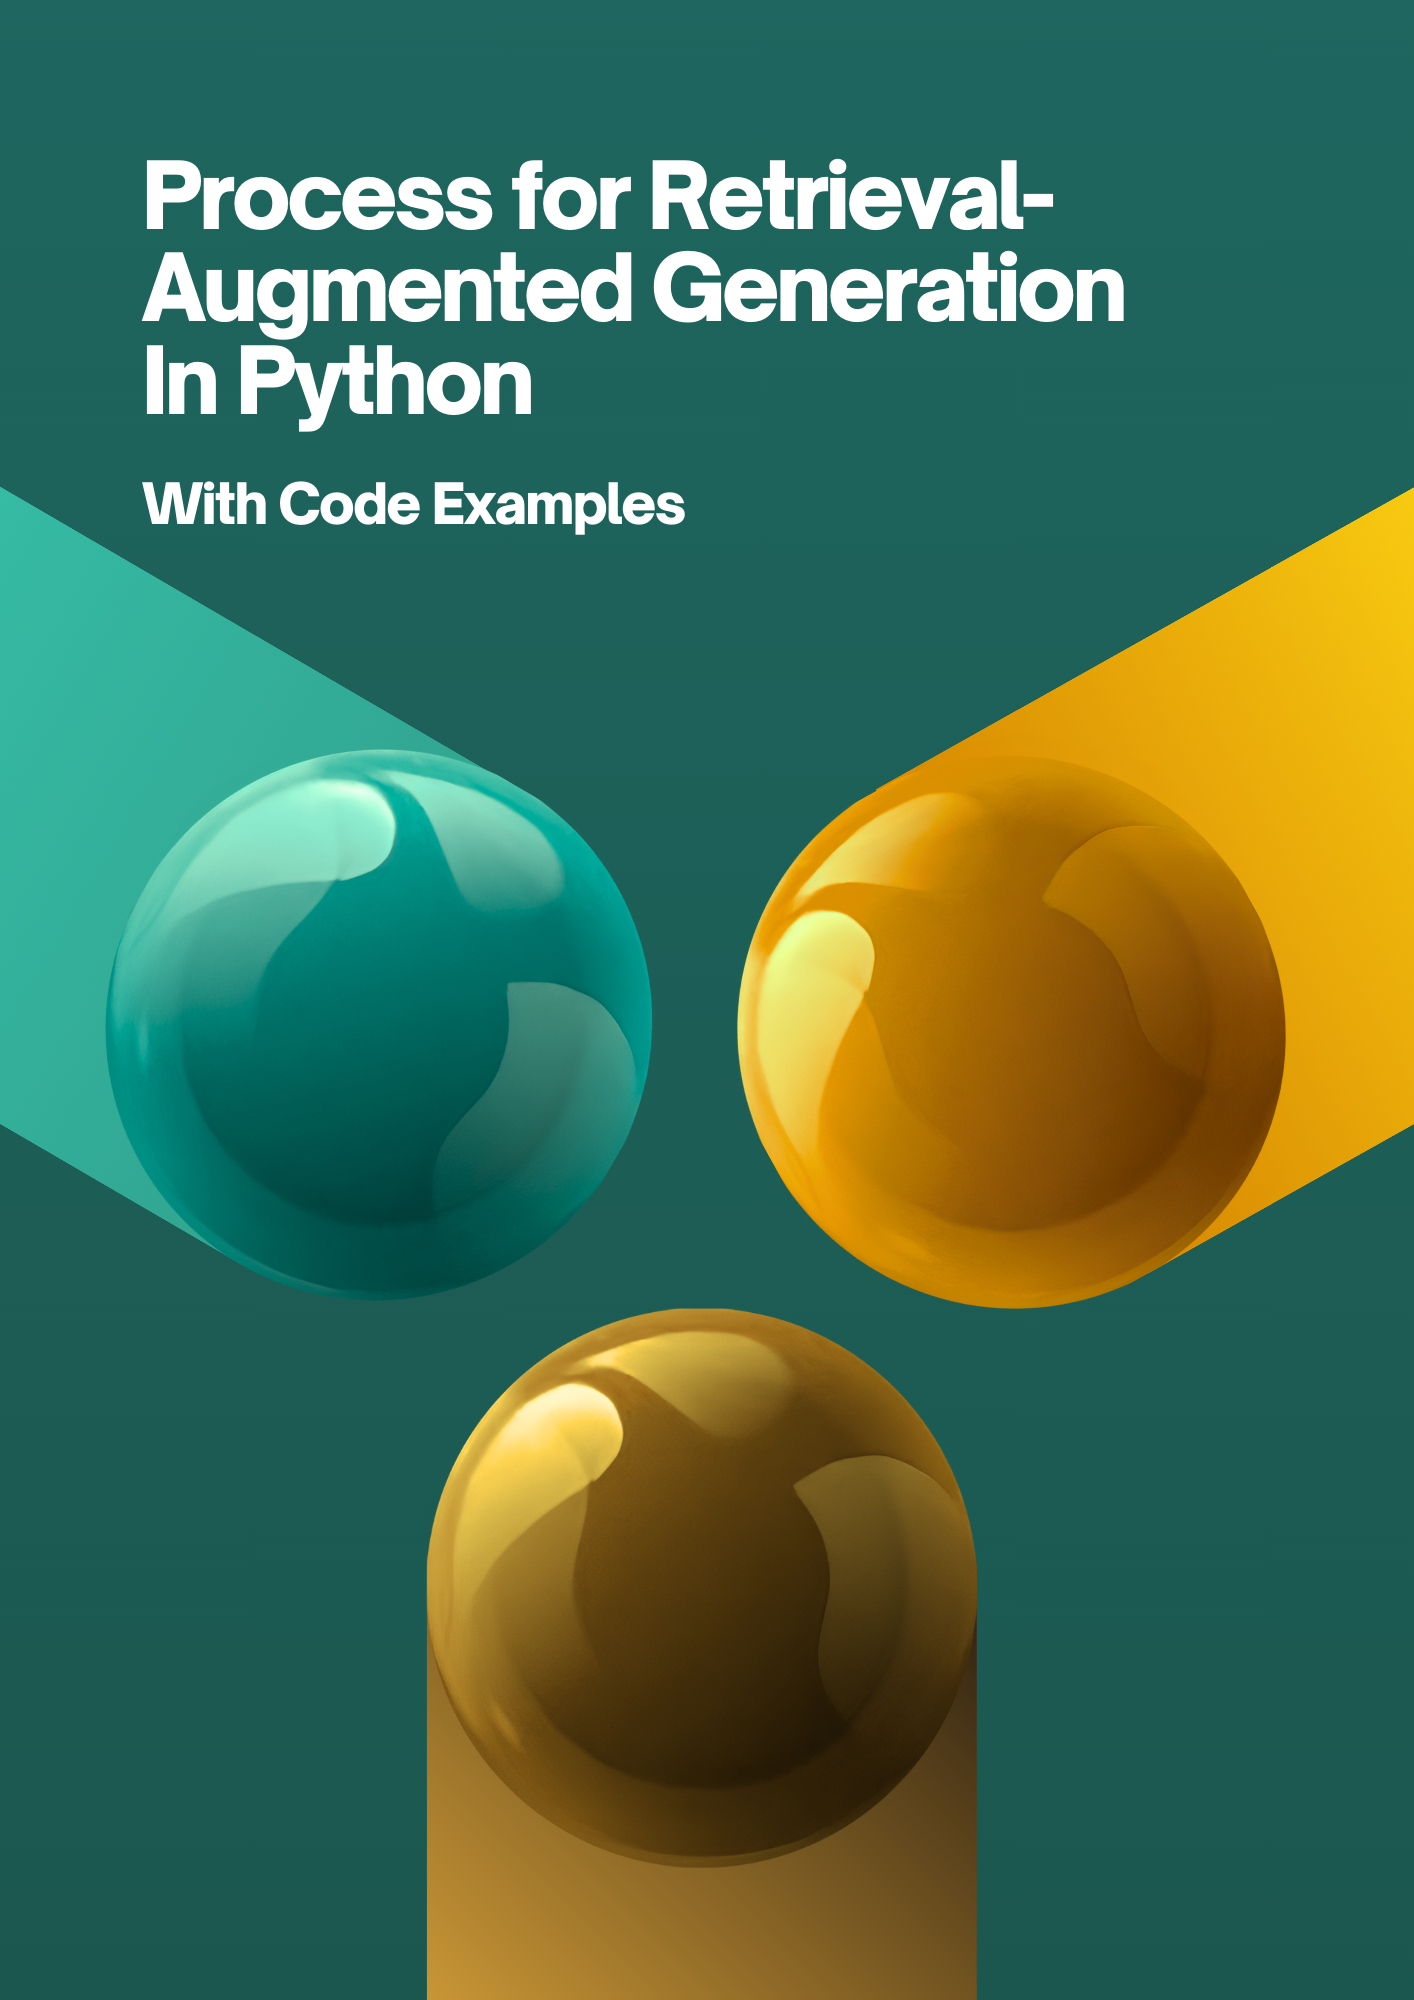 Process for Retrieval-
Augmented Generation
In Python
With Code Examples